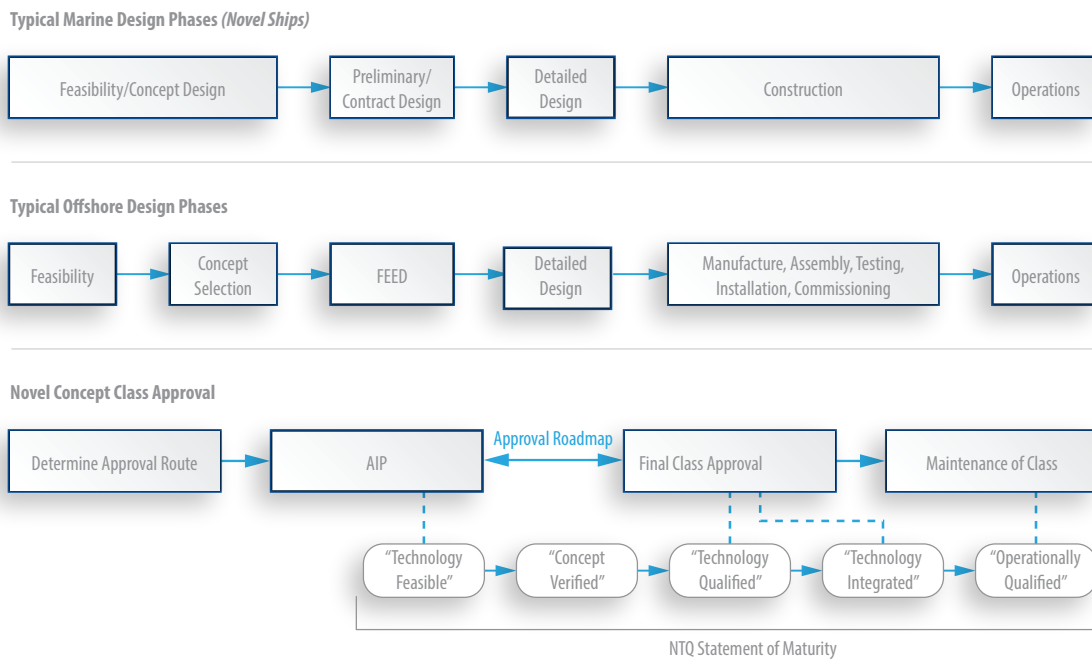 Typical Marine Design Phases (Novel Ships)
Feasibility/Concept Design
Preliminary/
Contract Design
Detailed
Design
Construction
Operations
Typical Offshore Design Phases
Feasibility
Concept
Selection
FEED
Detailed
Design
Manufacture, Assembly, Testing,
Installation, Commissioning
Operations
Novel Concept Class Approval
Determine Approval Route
AIP
Approval Roadmap
Final Class Approval
Maintenance of Class
“Technology
Feasible”
“Concept
Verified”
“Technology
Qualified”
“Technology
Integrated”
“Operationally
Qualified”
NTQ Statement of Maturity